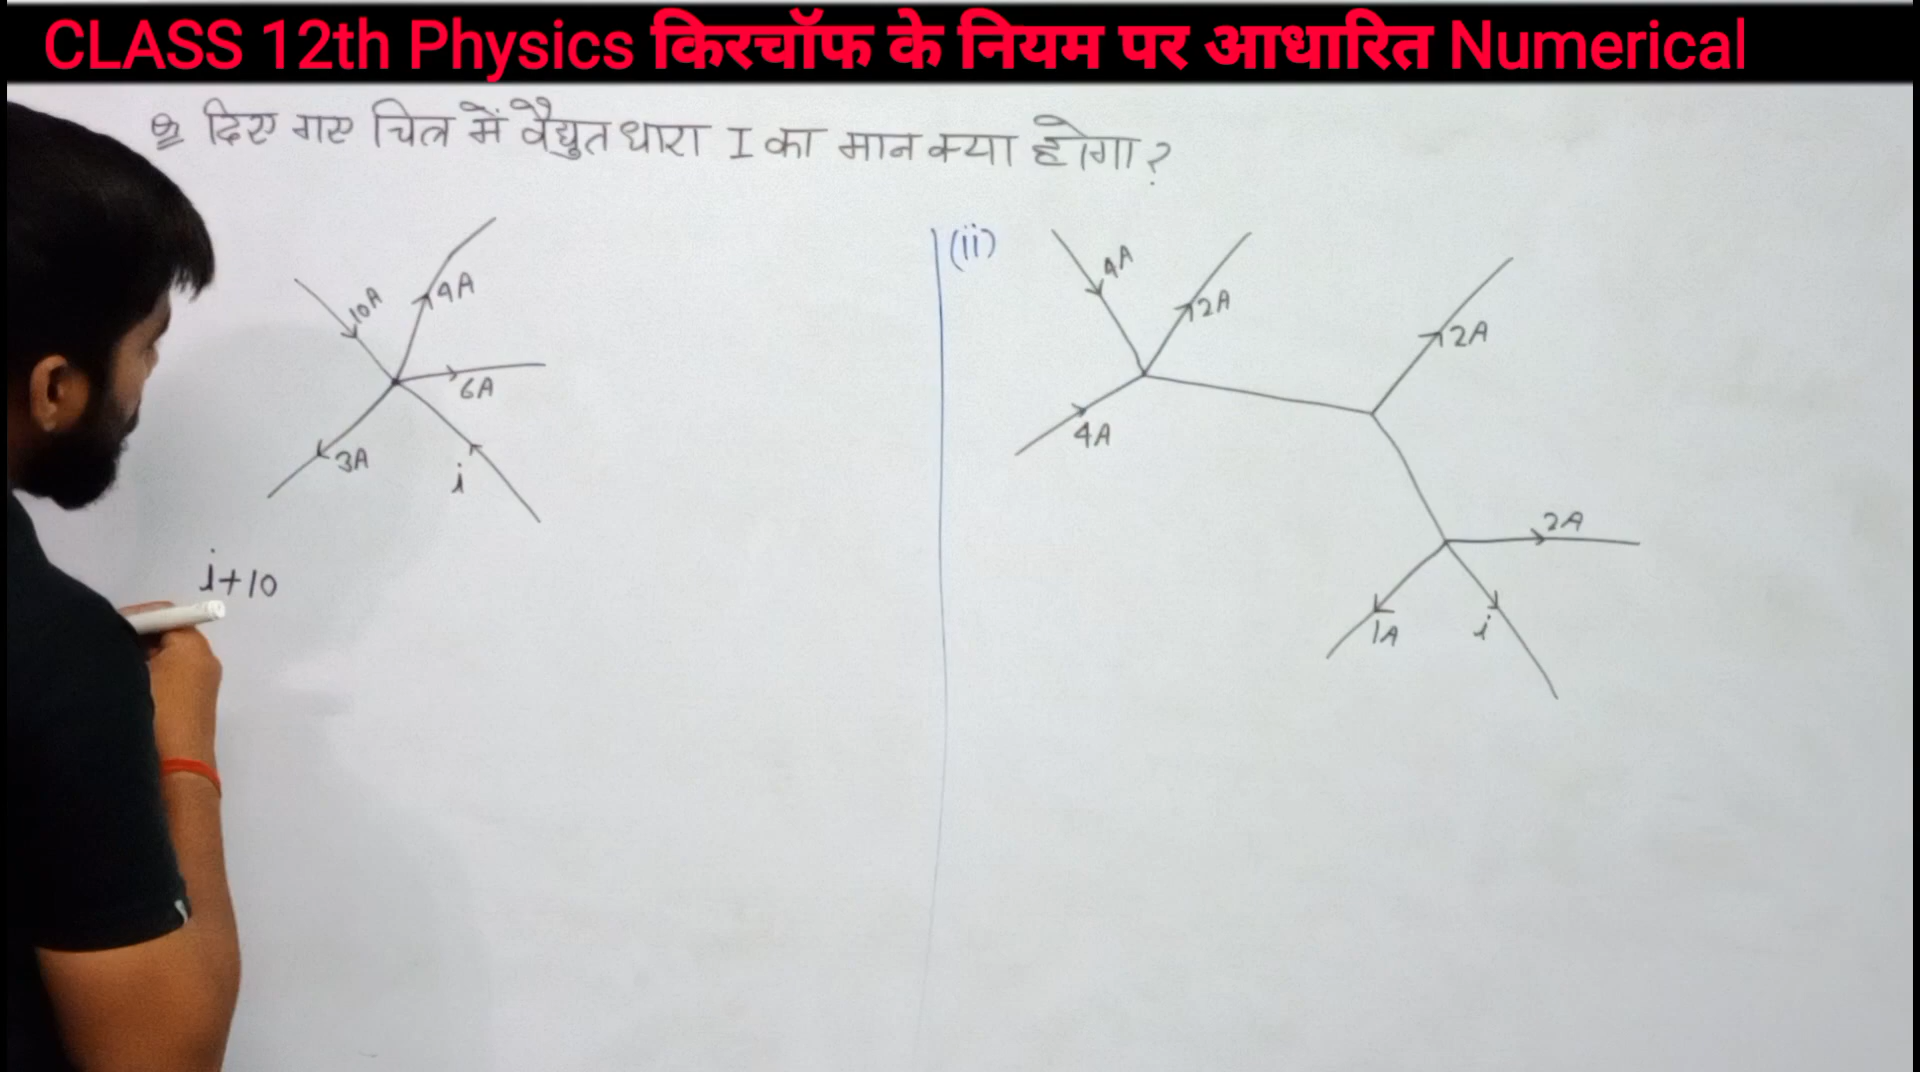 CLASS 12th Physics किरचॉफ के नियम पर आधारित Numerical
Q दिए गए चित्र में वैद्युत धारा I का मान क्या होगा?
10A
4A
6A
3A
i
i+10
(ii)
4A
2A
4A
2A
2A
1A
i